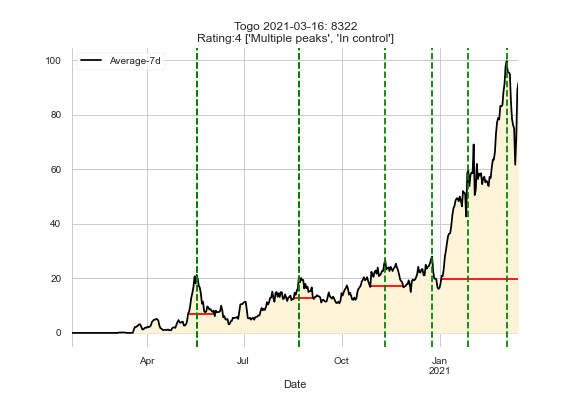 Togo 2021-03-16: 8322
Rating:4 ['Multiple peaks', 'In control']
Average-7d
100
80
60
40
20
0
Apr
Jul
Oct
Jan
2021
Date